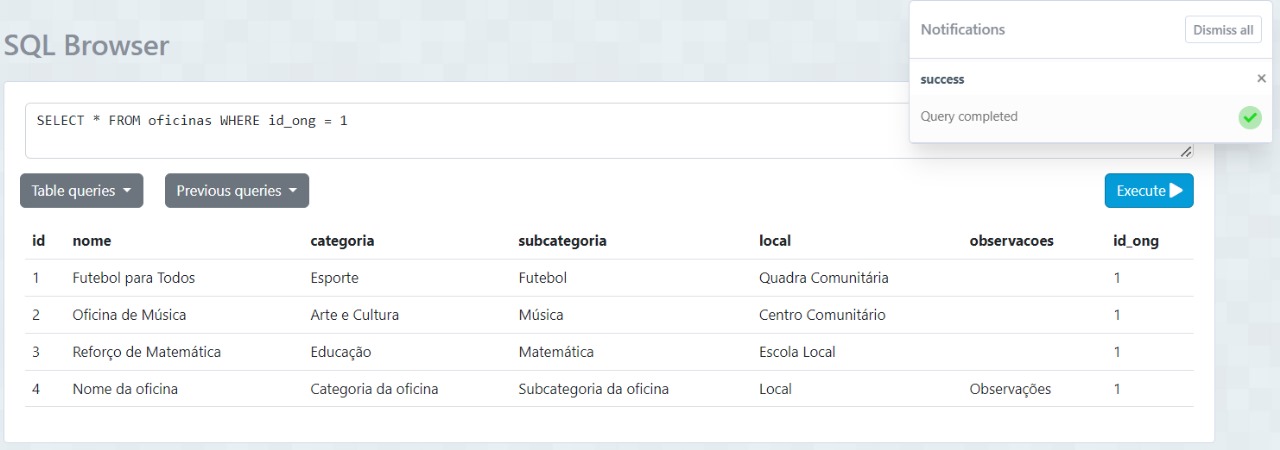 Notifications
Dismiss all
SQL Browser
success
×
SELECT * FROM oficinas WHERE id_ong = 1
Query completed
Table queries
Previous queries
Execute
id nome categoria subcategoria local observacoes id_ong
1 Futebol para Todos Esporte Futebol Quadra Comunitária 1
2 Oficina de Música Arte e Cultura Música Centro Comunitário 1
3 Reforço de Matemática Educação Matemática Escola Local 1
4 Nome da oficina Categoria da oficina Subcategoria da oficina Local Observações 1